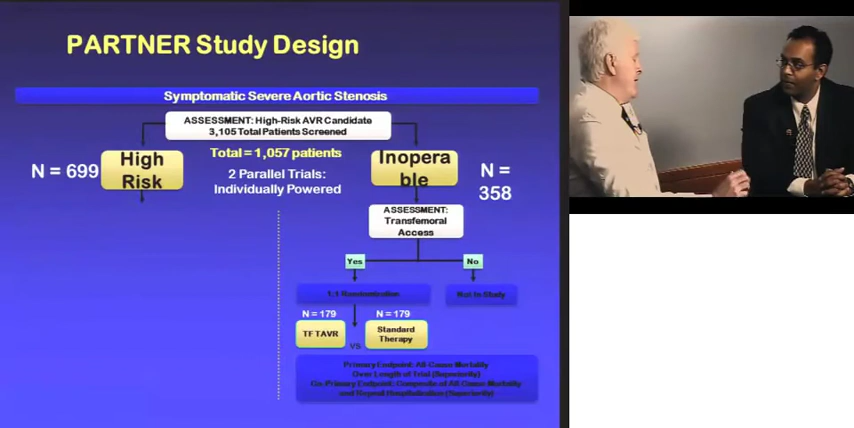 PARTNER Study Design
Symptomatic Severe Aortic Stenosis
ASSESSMENT: High-Risk AVR Candidate
3,105 Total Patients Screened
N = 699
High
Risk
Total = 1,057 patients
2 Parallel Trials:
Individually Powered
Inopera
ble
N =
358
ASSESSMENT:
Transfemoral
Access
Yes
No
1:1 Randomization
Not In Study
N = 179
N = 179
TF TAVR
VS
Standard
Therapy
Primary Endpoint: All-Cause Mortality
Over Length of Trial (Superiority)
Co-Primary Endpoint: Composite of All-Cause Mortality
and Repeat Hospitalization (Superiority)